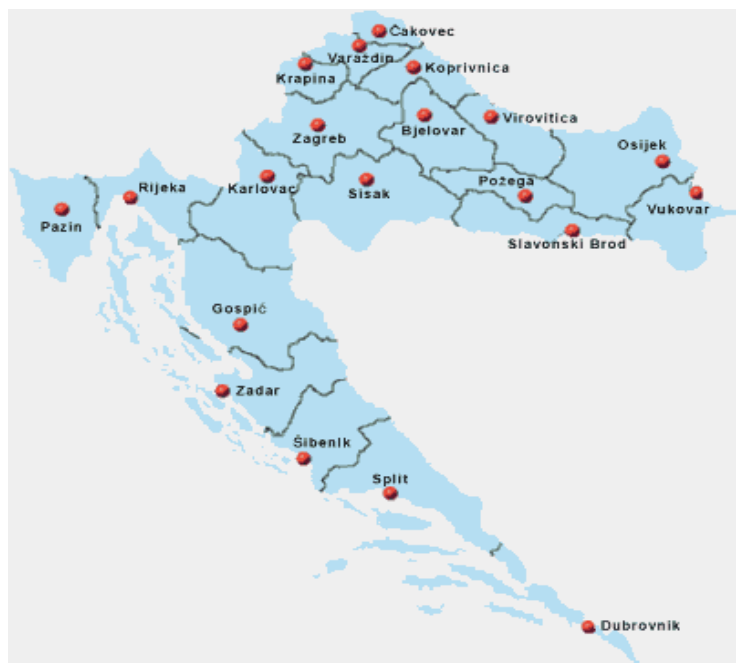 Čakovec
Varaždin
Koprivnica
Krapina
Virovitica
Bjelovar
Zagreb
Osijek
Požega
Rijeka
Karlovac
Sisak
Vukovar
Pazin
Slavonski Brod
Gospić
Zadar
Šibenik
Split
Dubrovnik